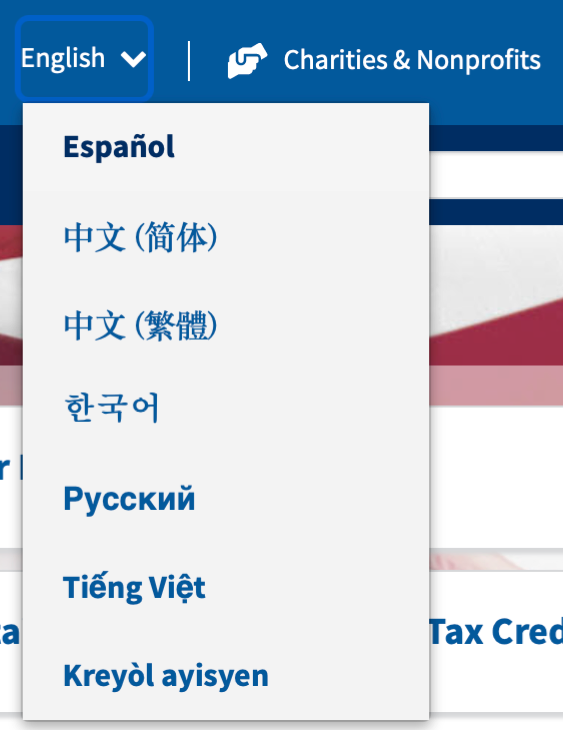 English
Charities & Nonprofits
Español
中文 (简体)
中文 (繁體)
한국어
Русский
Tiếng Việt
Kreyòl ayisyen
Tax Cred